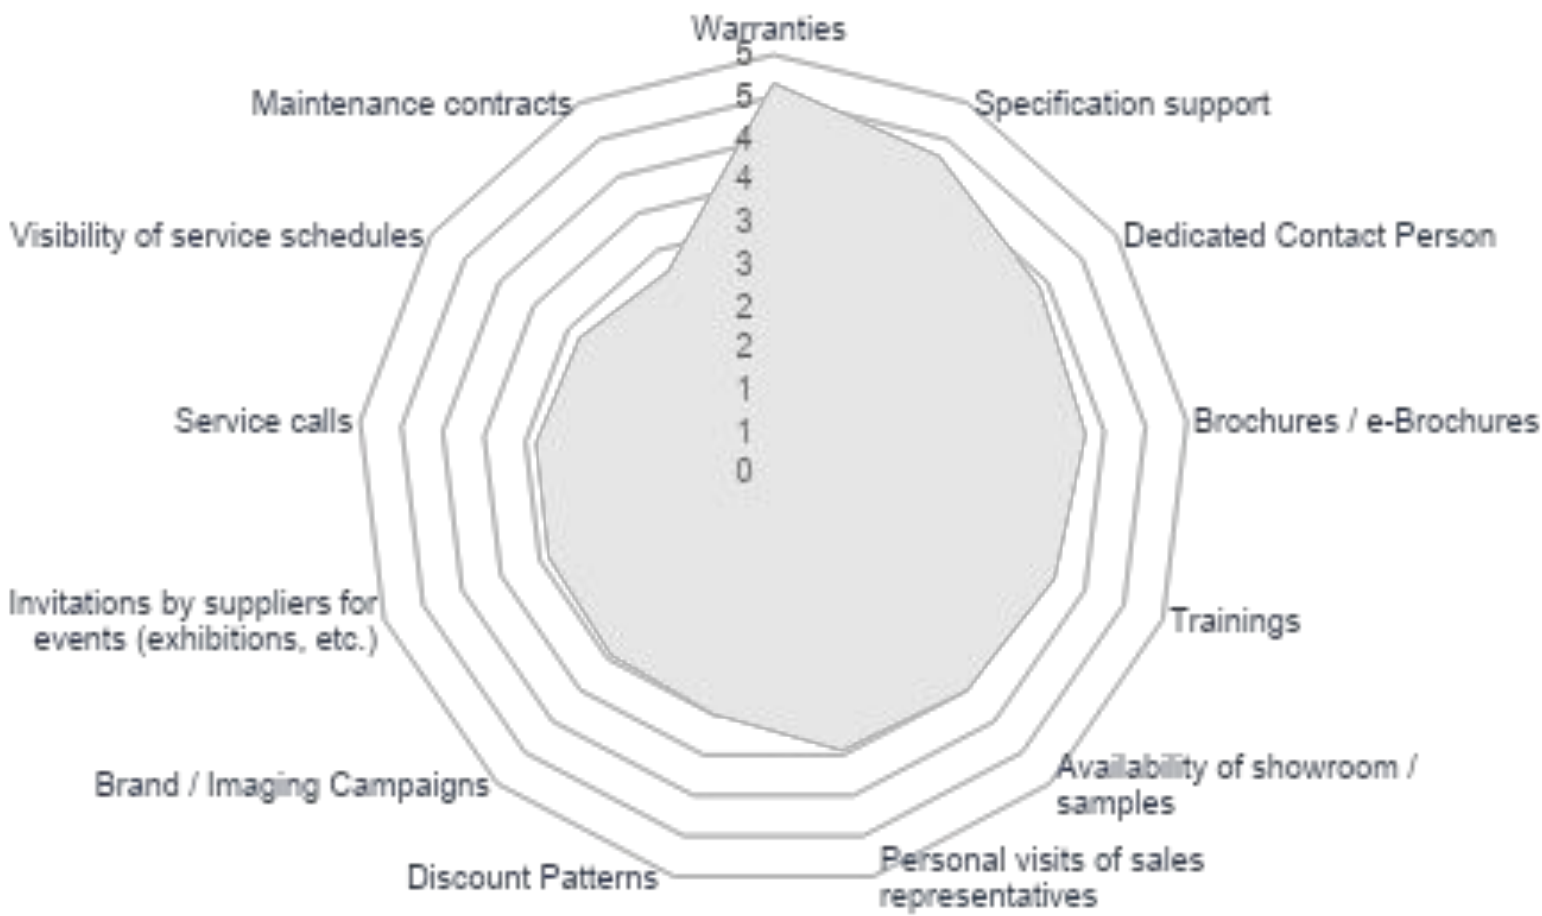 Warranties
5
Maintenance contracts
5
Specification support
4
4
Visibility of service schedules
3
Dedicated Contact Person
3
2
2
1
Service calls
1
Brochures / e-Brochures
0
Invitations by suppliers for
events (exhibitions, etc.)
Trainings
Brand / Imaging Campaigns
Availability of showroom /
samples
Discount Patterns
Personal visits of sales
representatives